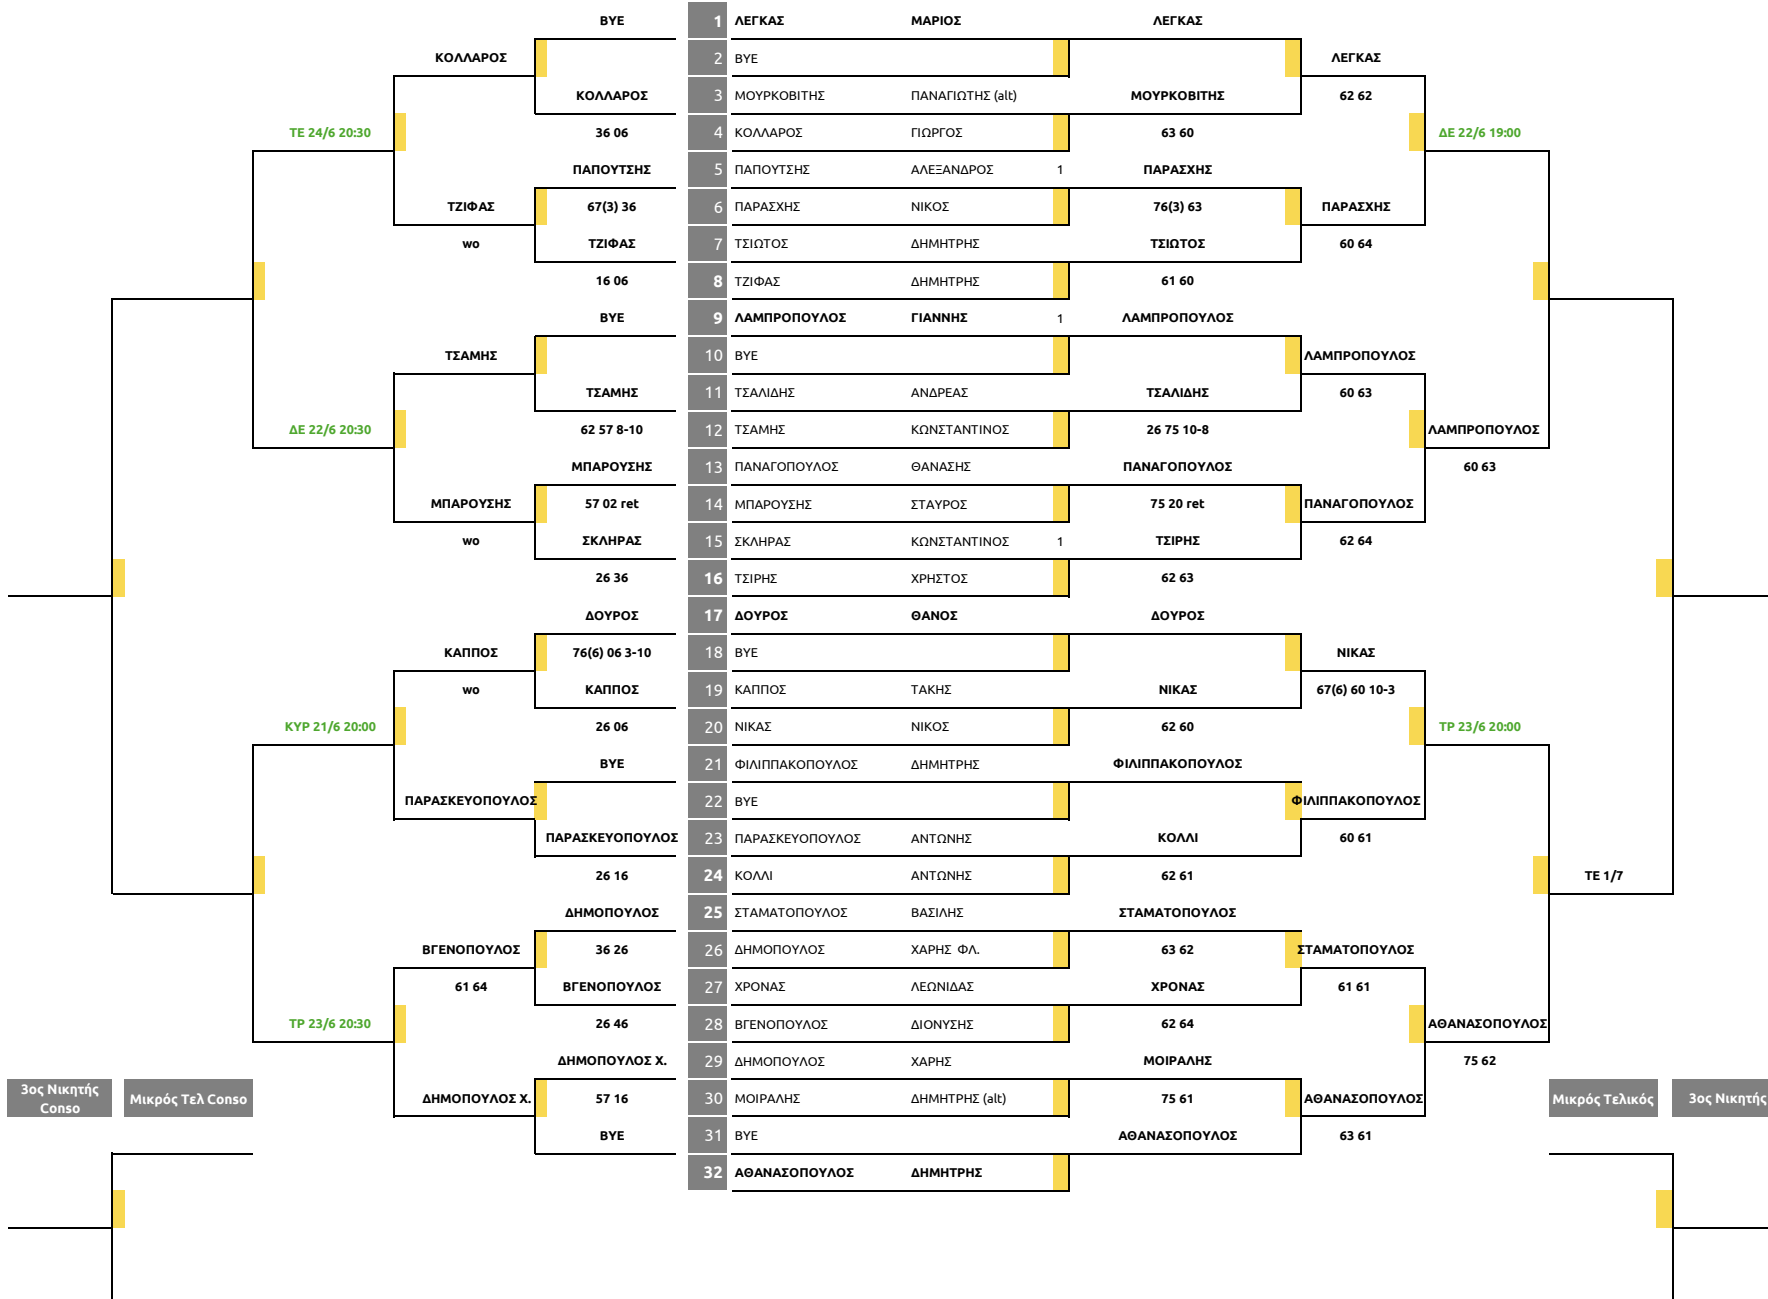 BYE 1 ΛΕΓΚΑΣ ΜΑΡΙΟΣ ΛΕΓΚΑΣ
ΚΟΛΛΑΡΟΣ 2 BYE ΛΕΓΚΑΣ
ΚΟΛΛΑΡΟΣ 3 ΜΟΥΡΚΟΒΙΤΗΣ ΠΑΝΑΓΙΩΤΗΣ (alt) ΜΟΥΡΚΟΒΙΤΗΣ 62 62
ΤΕ 24/6 20:30 36 06 4 ΚΟΛΛΑΡΟΣ ΓΙΩΡΓΟΣ 63 60 ΔΕ 22/6 19:00
ΠΑΠΟΥΤΣΗΣ 5 ΠΑΠΟΥΤΣΗΣ ΑΛΕΞΑΝΔΡΟΣ 1 ΠΑΡΑΣΧΗΣ
ΤΖΙΦΑΣ 67(3) 36 6 ΠΑΡΑΣΧΗΣ ΝΙΚΟΣ 76(3) 63 ΠΑΡΑΣΧΗΣ
wo ΤΖΙΦΑΣ 7 ΤΣΙΩΤΟΣ ΔΗΜΗΤΡΗΣ ΤΣΙΩΤΟΣ 60 64
16 06 8 ΤΖΙΦΑΣ ΔΗΜΗΤΡΗΣ 61 60
BYE 9 ΛΑΜΠΡΟΠΟΥΛΟΣ ΓΙΑΝΝΗΣ 1 ΛΑΜΠΡΟΠΟΥΛΟΣ
ΤΣΑΜΗΣ 10 BYE ΛΑΜΠΡΟΠΟΥΛΟΣ
ΤΣΑΜΗΣ 11 ΤΣΑΛΙΔΗΣ ΑΝΔΡΕΑΣ ΤΣΑΛΙΔΗΣ 60 63
ΔΕ 22/6 20:30 62 57 8-10 12 ΤΣΑΜΗΣ ΚΩΝΣΤΑΝΤΙΝΟΣ 26 75 10-8 ΛΑΜΠΡΟΠΟΥΛΟΣ
ΜΠΑΡΟΥΣΗΣ 13 ΠΑΝΑΓΟΠΟΥΛΟΣ ΘΑΝΑΣΗΣ ΠΑΝΑΓΟΠΟΥΛΟΣ 60 63
ΜΠΑΡΟΥΣΗΣ 57 02 ret 14 ΜΠΑΡΟΥΣΗΣ ΣΤΑΥΡΟΣ 75 20 ret ΠΑΝΑΓΟΠΟΥΛΟΣ
wo ΣΚΛΗΡΑΣ 15 ΣΚΛΗΡΑΣ ΚΩΝΣΤΑΝΤΙΝΟΣ 1 ΤΣΙΡΗΣ 62 64
26 36 16 ΤΣΙΡΗΣ ΧΡΗΣΤΟΣ 62 63
ΔΟΥΡΟΣ 17 ΔΟΥΡΟΣ ΘΑΝΟΣ ΔΟΥΡΟΣ
ΚΑΠΠΟΣ 76(6) 06 3-10 18 BYE ΝΙΚΑΣ
wo ΚΑΠΠΟΣ 19 ΚΑΠΠΟΣ ΤΑΚΗΣ ΝΙΚΑΣ 67(6) 60 10-3
ΚΥΡ 21/6 20:00 26 06 20 ΝΙΚΑΣ ΝΙΚΟΣ 62 60 ΤΡ 23/6 20:00
BYE 21 ΦΙΛΙΠΠΑΚΟΠΟΥΛΟΣ ΔΗΜΗΤΡΗΣ ΦΙΛΙΠΠΑΚΟΠΟΥΛΟΣ
ΠΑΡΑΣΚΕΥΟΠΟΥΛΟΣ 22 BYE ΦΙΛΙΠΠΑΚΟΠΟΥΛΟΣ
ΠΑΡΑΣΚΕΥΟΠΟΥΛΟΣ 23 ΠΑΡΑΣΚΕΥΟΠΟΥΛΟΣ ΑΝΤΩΝΗΣ ΚΟΛΛΙ 60 61
26 16 24 ΚΟΛΛΙ ΑΝΤΩΝΗΣ 62 61 ΤΕ 1/7
ΔΗΜΟΠΟΥΛΟΣ 25 ΣΤΑΜΑΤΟΠΟΥΛΟΣ ΒΑΣΙΛΗΣ ΣΤΑΜΑΤΟΠΟΥΛΟΣ
ΒΓΕΝΟΠΟΥΛΟΣ 36 26 26 ΔΗΜΟΠΟΥΛΟΣ ΧΑΡΗΣ ΦΛ. 63 62 ΣΤΑΜΑΤΟΠΟΥΛΟΣ
61 64 ΒΓΕΝΟΠΟΥΛΟΣ 27 ΧΡΟΝΑΣ ΛΕΩΝΙΔΑΣ ΧΡΟΝΑΣ 61 61
ΤΡ 23/6 20:30 26 46 28 ΒΓΕΝΟΠΟΥΛΟΣ ΔΙΟΝΥΣΗΣ 62 64 ΑΘΑΝΑΣΟΠΟΥΛΟΣ
ΔΗΜΟΠΟΥΛΟΣ Χ. 29 ΔΗΜΟΠΟΥΛΟΣ ΧΑΡΗΣ ΜΟΙΡΑΛΗΣ 75 62
3ος Νικητής Conso Μικρός Τελ Conso ΔΗΜΟΠΟΥΛΟΣ Χ. 57 16 30 ΜΟΙΡΑΛΗΣ ΔΗΜΗΤΡΗΣ (alt) 75 61 ΑΘΑΝΑΣΟΠΟΥΛΟΣ Μικρός Τελικός 3ος Νικητής
BYE 31 BYE ΑΘΑΝΑΣΟΠΟΥΛΟΣ 63 61
32 ΑΘΑΝΑΣΟΠΟΥΛΟΣ ΔΗΜΗΤΡΗΣ